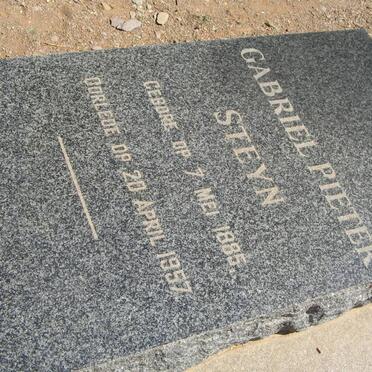 GABRIEL PIETER
STEYN
GEBORE OP 7 MEI 1885.
OORLEDE OP 20 APRIL 1957.